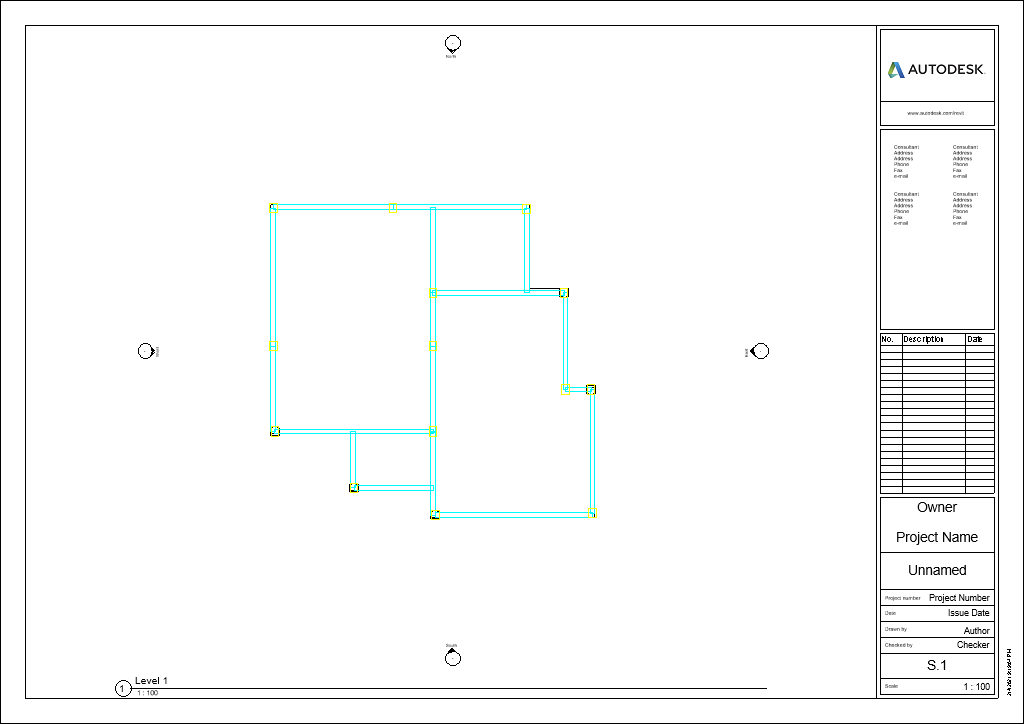 North
West
East
South
1
Level 1
1 : 100
AUTODESK.
www.autodesk.com/revit
Consultant
Address
Address
Phone
Fax
e-mail
Consultant
Address
Address
Phone
Fax
e-mail
Consultant
Address
Address
Phone
Fax
e-mail
Consultant
Address
Address
Phone
Fax
e-mail
No. Description Date
Owner
Project Name
Unnamed
Project number Project Number
Date Issue Date
Drawn by Author
Checked by Checker
S.1
Scale 1 : 100